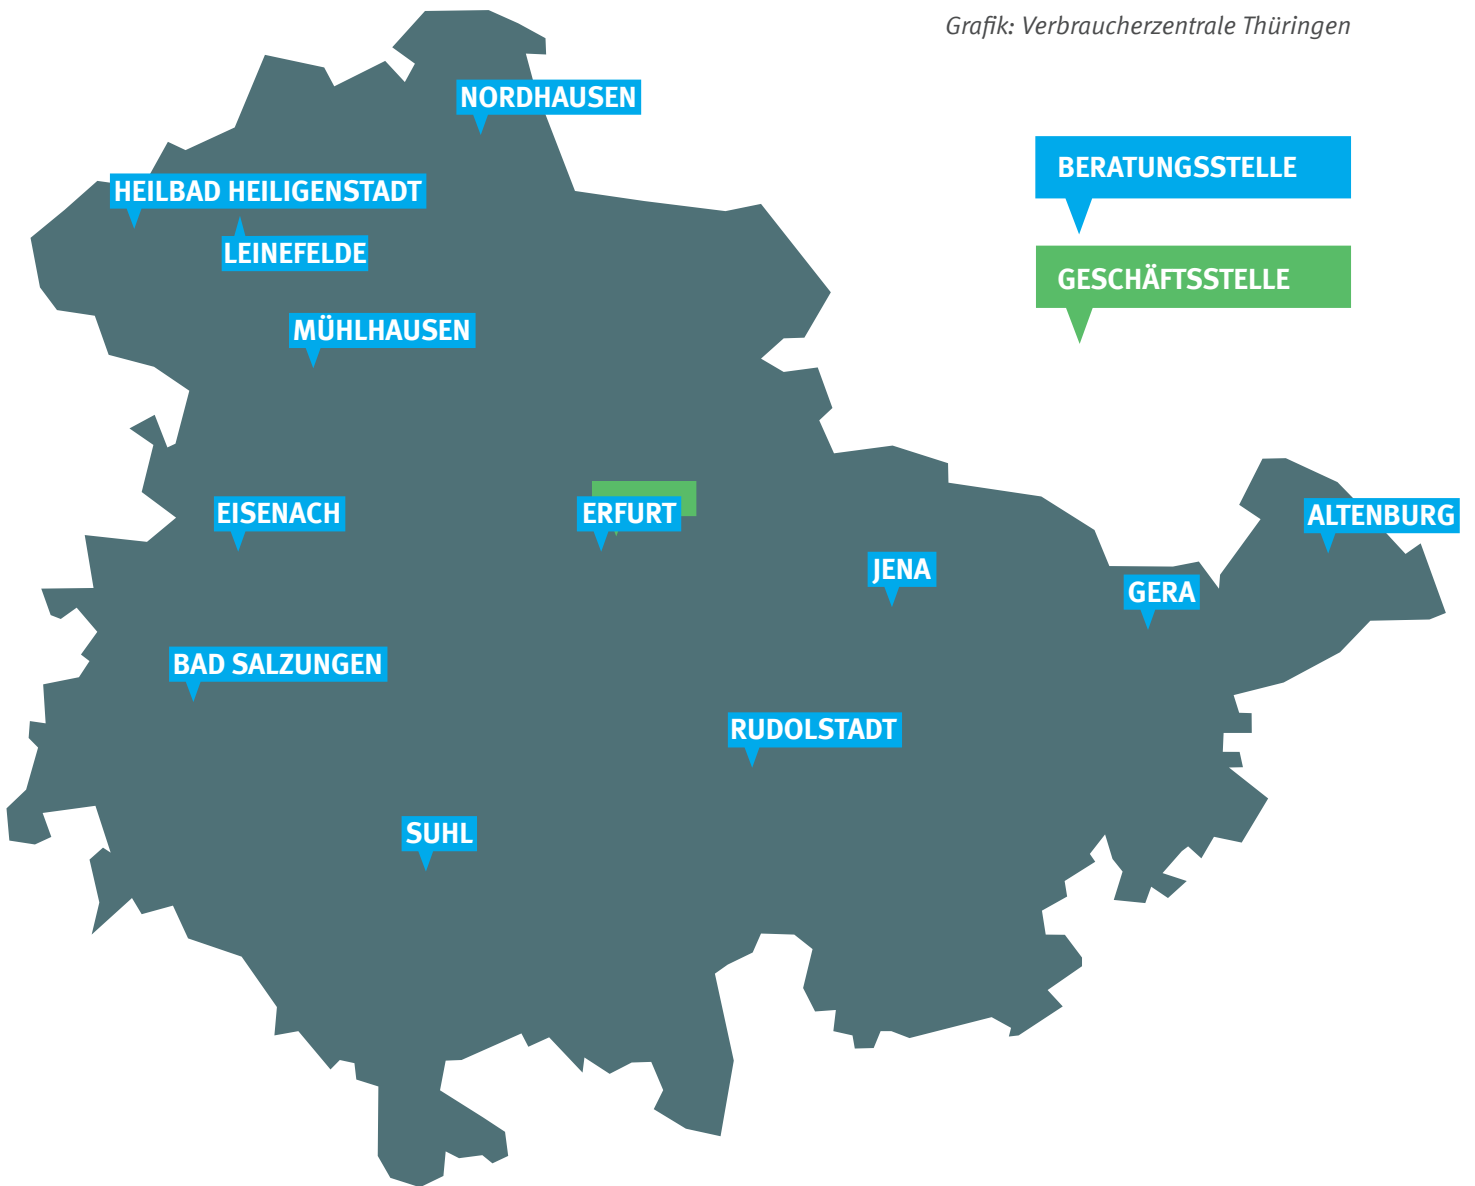 Grafik: Verbraucherzentrale Thüringen
NORDHAUSEN
BERATUNGSSTELLE
HEILBAD HEILIGENSTADT
LEINEFELDE
GESCHÄFTSSTELLE
MÜHLHAUSEN
EISENACH
ERFURT
ALTENBURG
JENA
GERA
BAD SALZUNGEN
RUDOLSTADT
SUHL